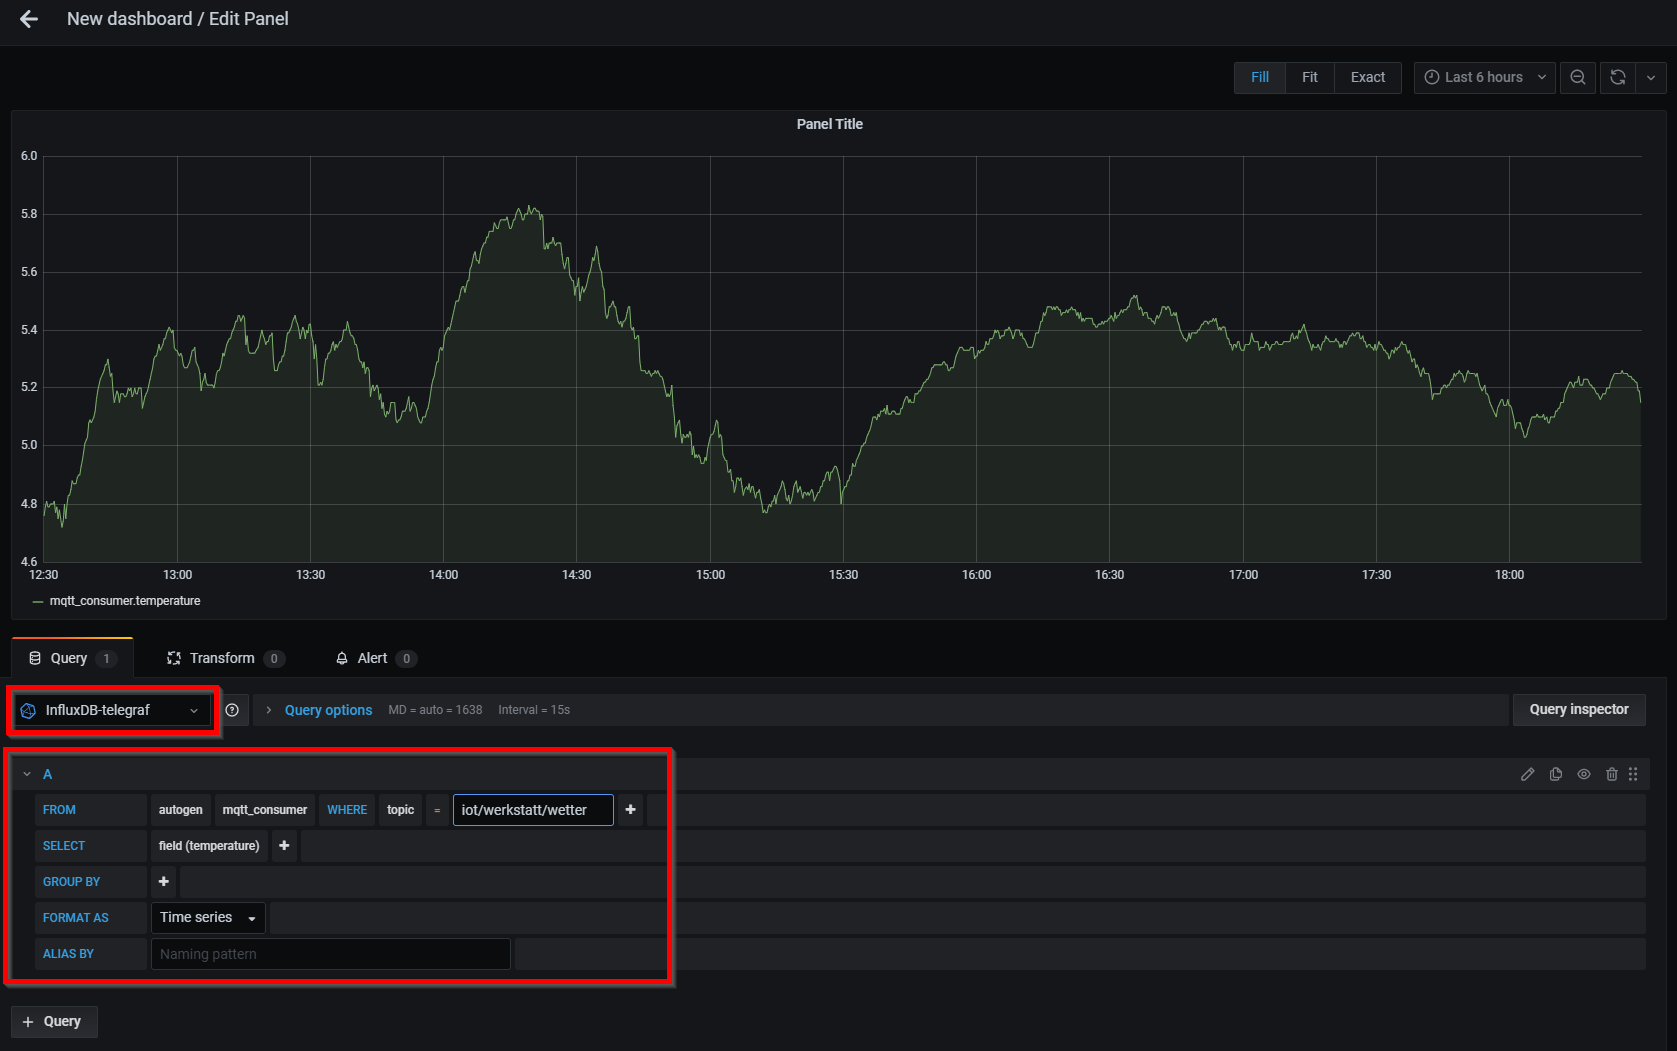 New dashboard / Edit Panel
Fill Fit Exact Last 6 hours
Panel Title
6.0
5.8
5.6
5.4
5.2
5.0
4.8
4.6
12:30 13:00 13:30 14:00 14:30 15:00 15:30 16:00 16:30 17:00 17:30 18:00
mqtt_consumer.temperature
Query 1 Transform 0 Alert 0
InfluxDB-telegraf Query options MD = auto = 1638 Interval = 15s Query inspector
A
FROM autogen mqtt_consumer WHERE topic = iot/werkstatt/wetter +
SELECT field (temperature) +
GROUP BY +
FORMAT AS Time series
ALIAS BY Naming pattern
+ Query